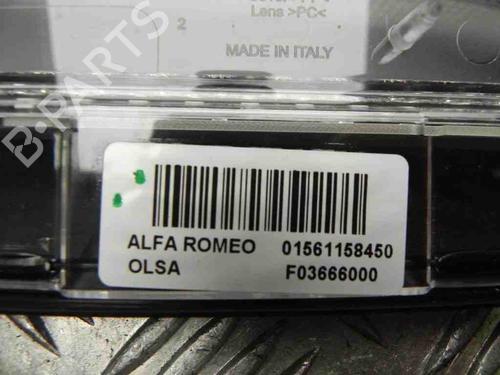 Lens >PC<
2
MADE IN ITALY
B-PARTS
ALFA ROMEO 01561158450
OLSA F03666000